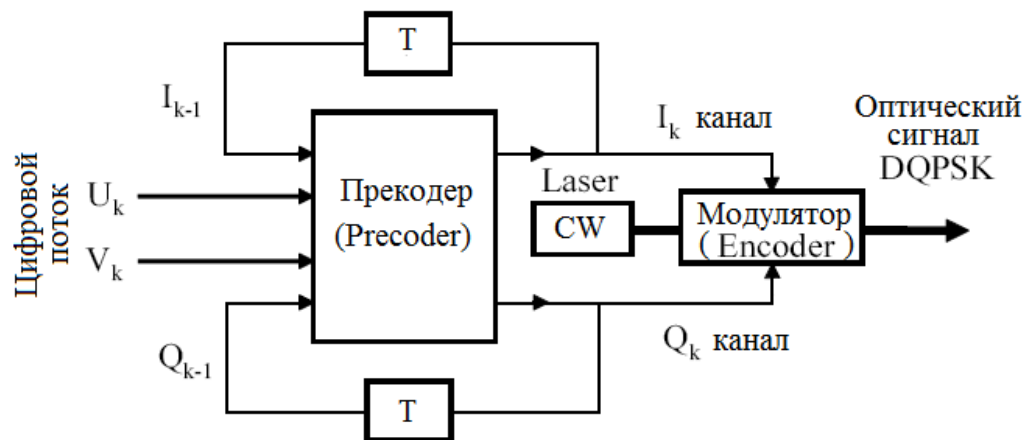 T
I_{k-1}
I_k канал
Оптический
сигнал
DQPSK
Цифровой
поток
U_k
V_k
Прекодер
(Precoder)
Laser
CW
Модулятор
( Encoder )
Q_{k-1}
Q_k канал
T